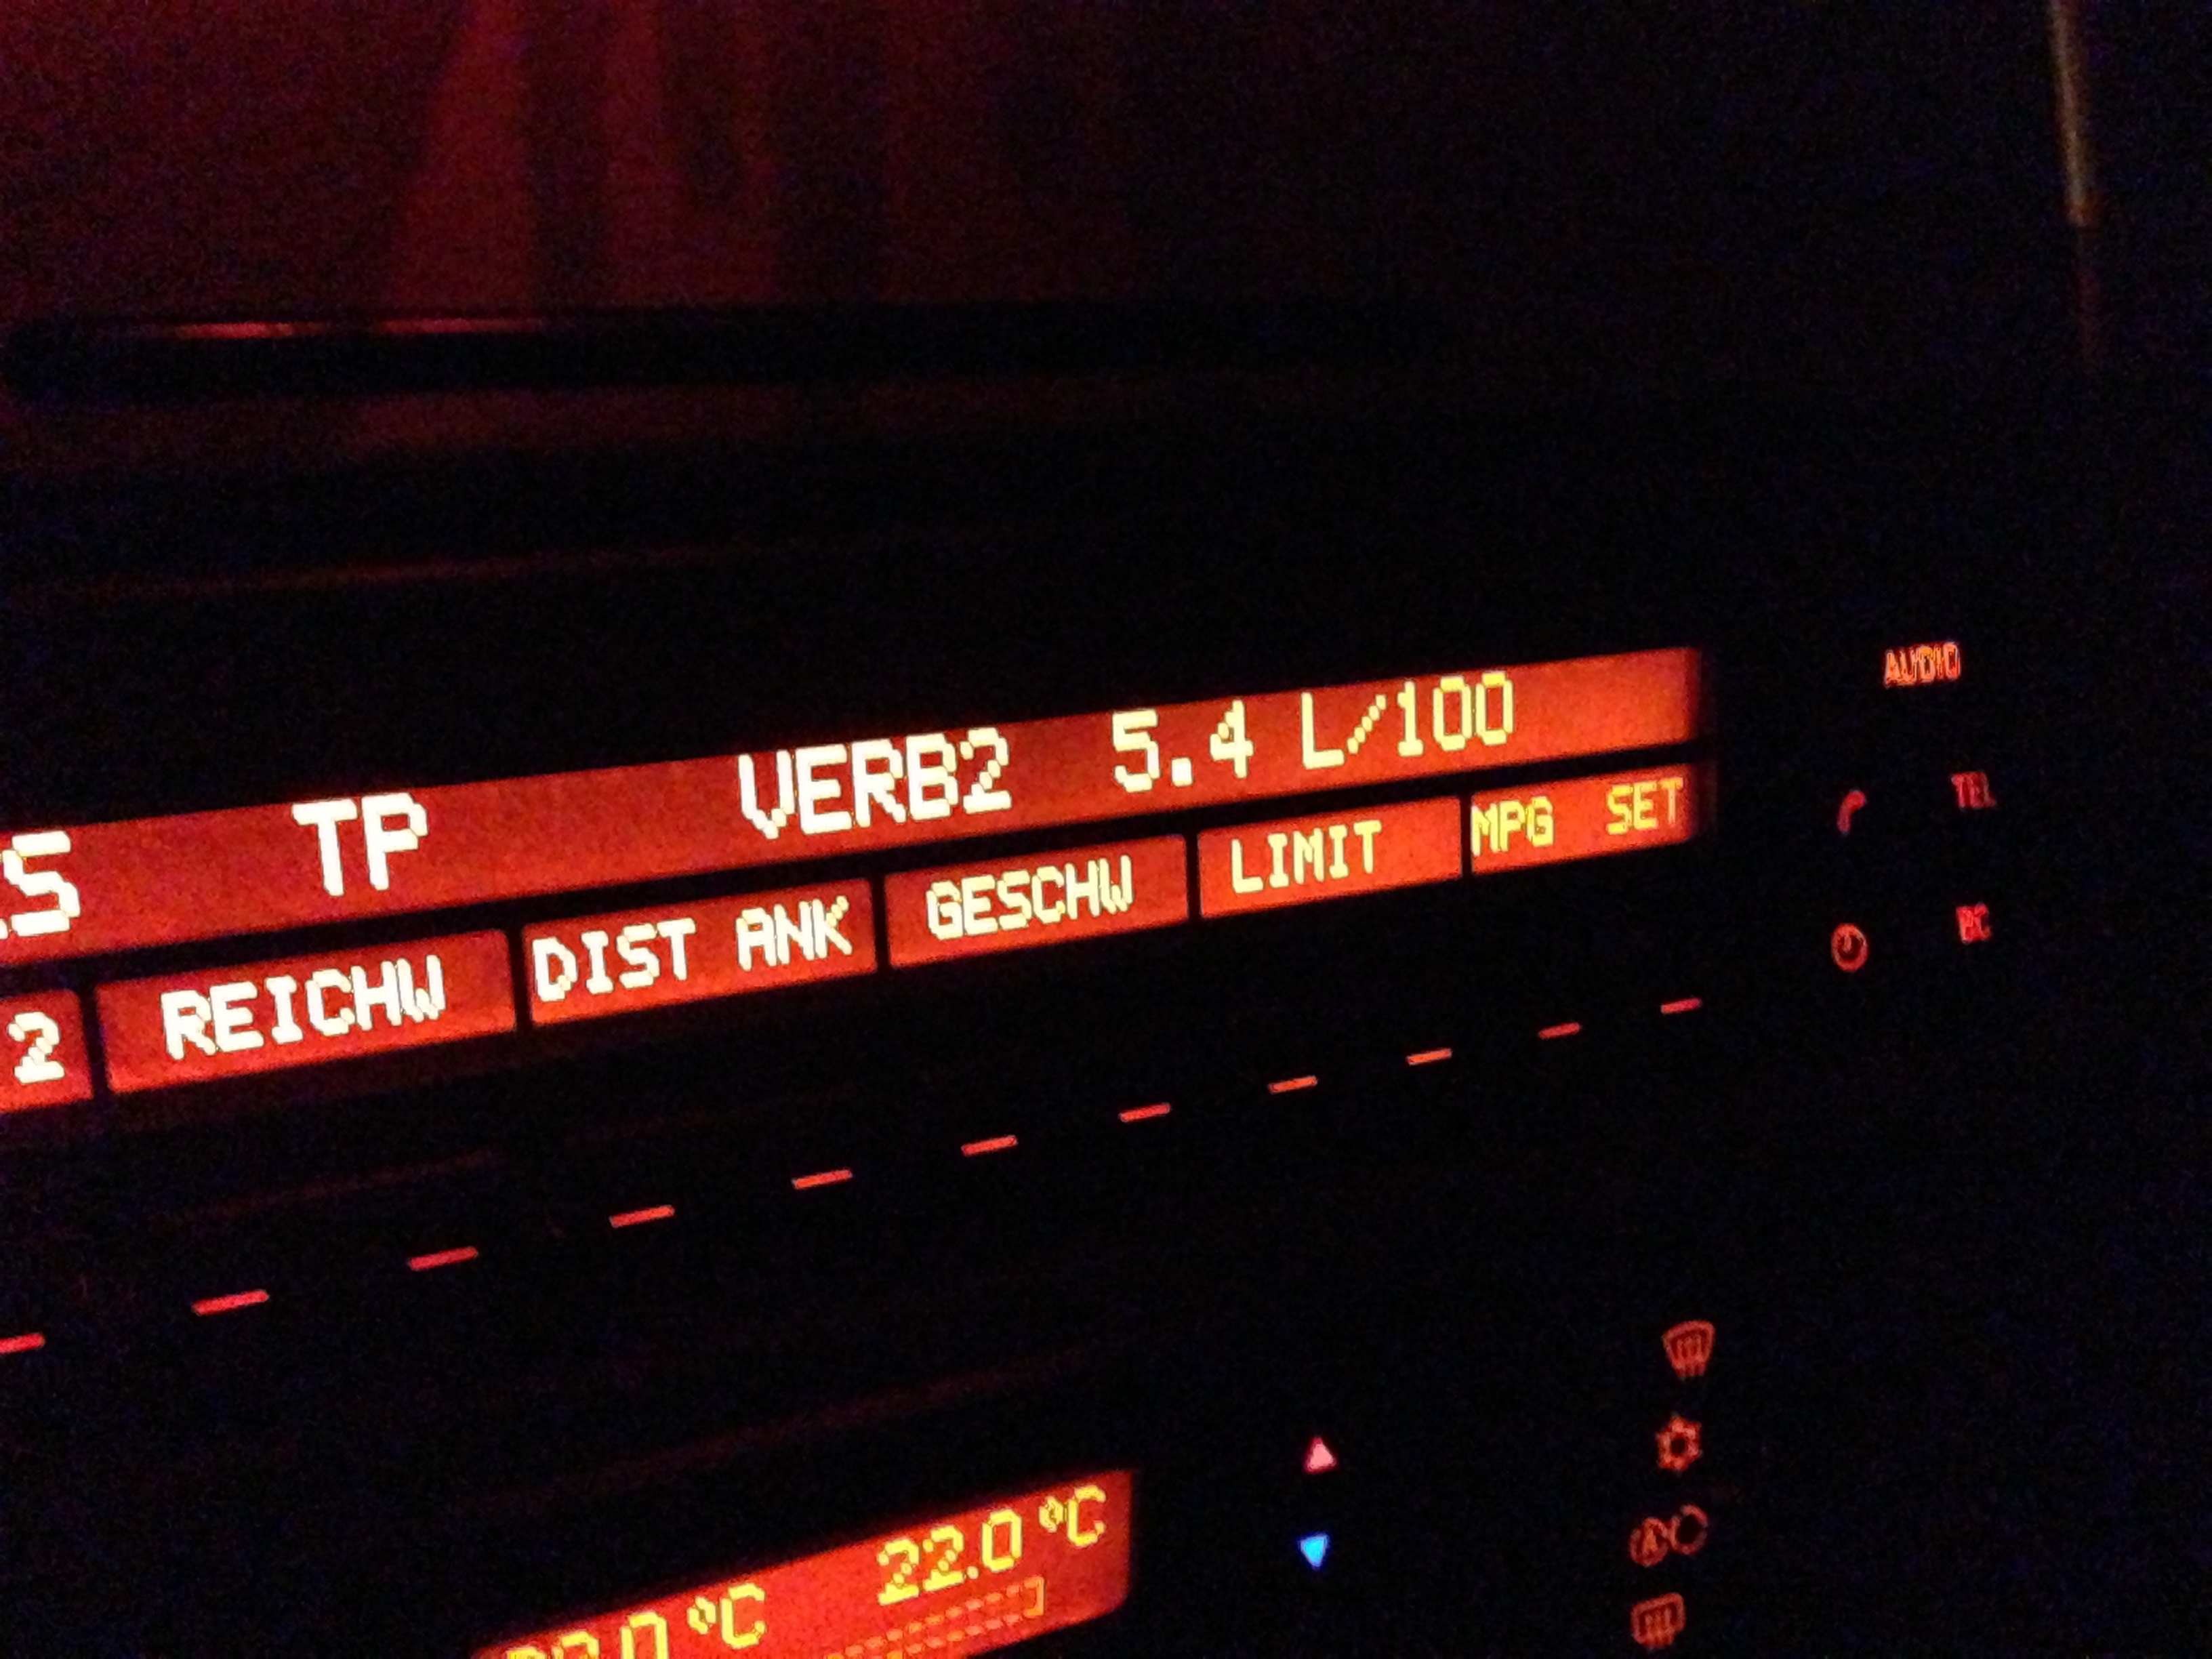 TP VERB2 5.4 L/100
2 REICHW DIST ANK GESCHW LIMIT MPG SET
AUDIO
TEL
BC
22.0 °C